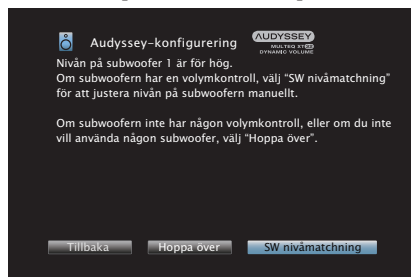 Audyssey-konfigurering
AUDYSSEY
MULTEQ XT32
DYNAMIC VOLUME
Nivån på subwoofer 1 är för hög.
Om subwoofern har en volymkontroll, välj "SW nivåmatchning"
för att justera nivån på subwoofern manuellt.
Om subwoofern inte har någon volymkontroll, eller om du inte
vill använda någon subwoofer, välj "Hoppa över".
Tillbaka
Hoppa över
SW nivåmatchning